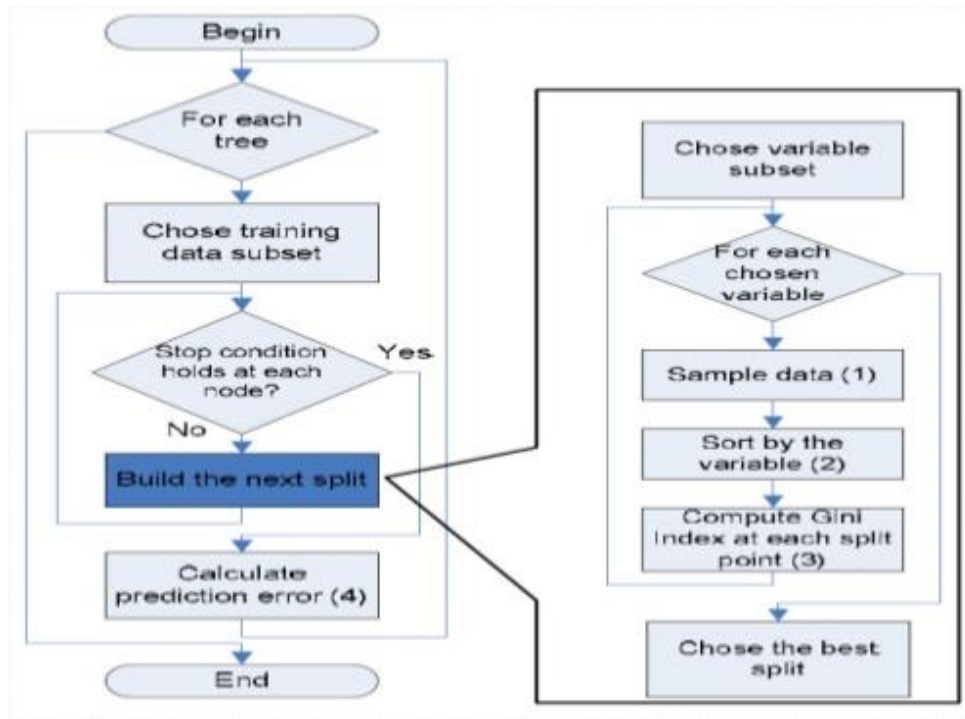 Begin
For each
tree
Chose training
data subset
Stop condition
holds at each
node?
Yes
No
Build the next split
Calculate
prediction error (4)
End
Chose variable
subset
For each
chosen
variable
Sample data (1)
Sort by the
variable (2)
Compute Gini
Index at each split
point (3)
Chose the best
split